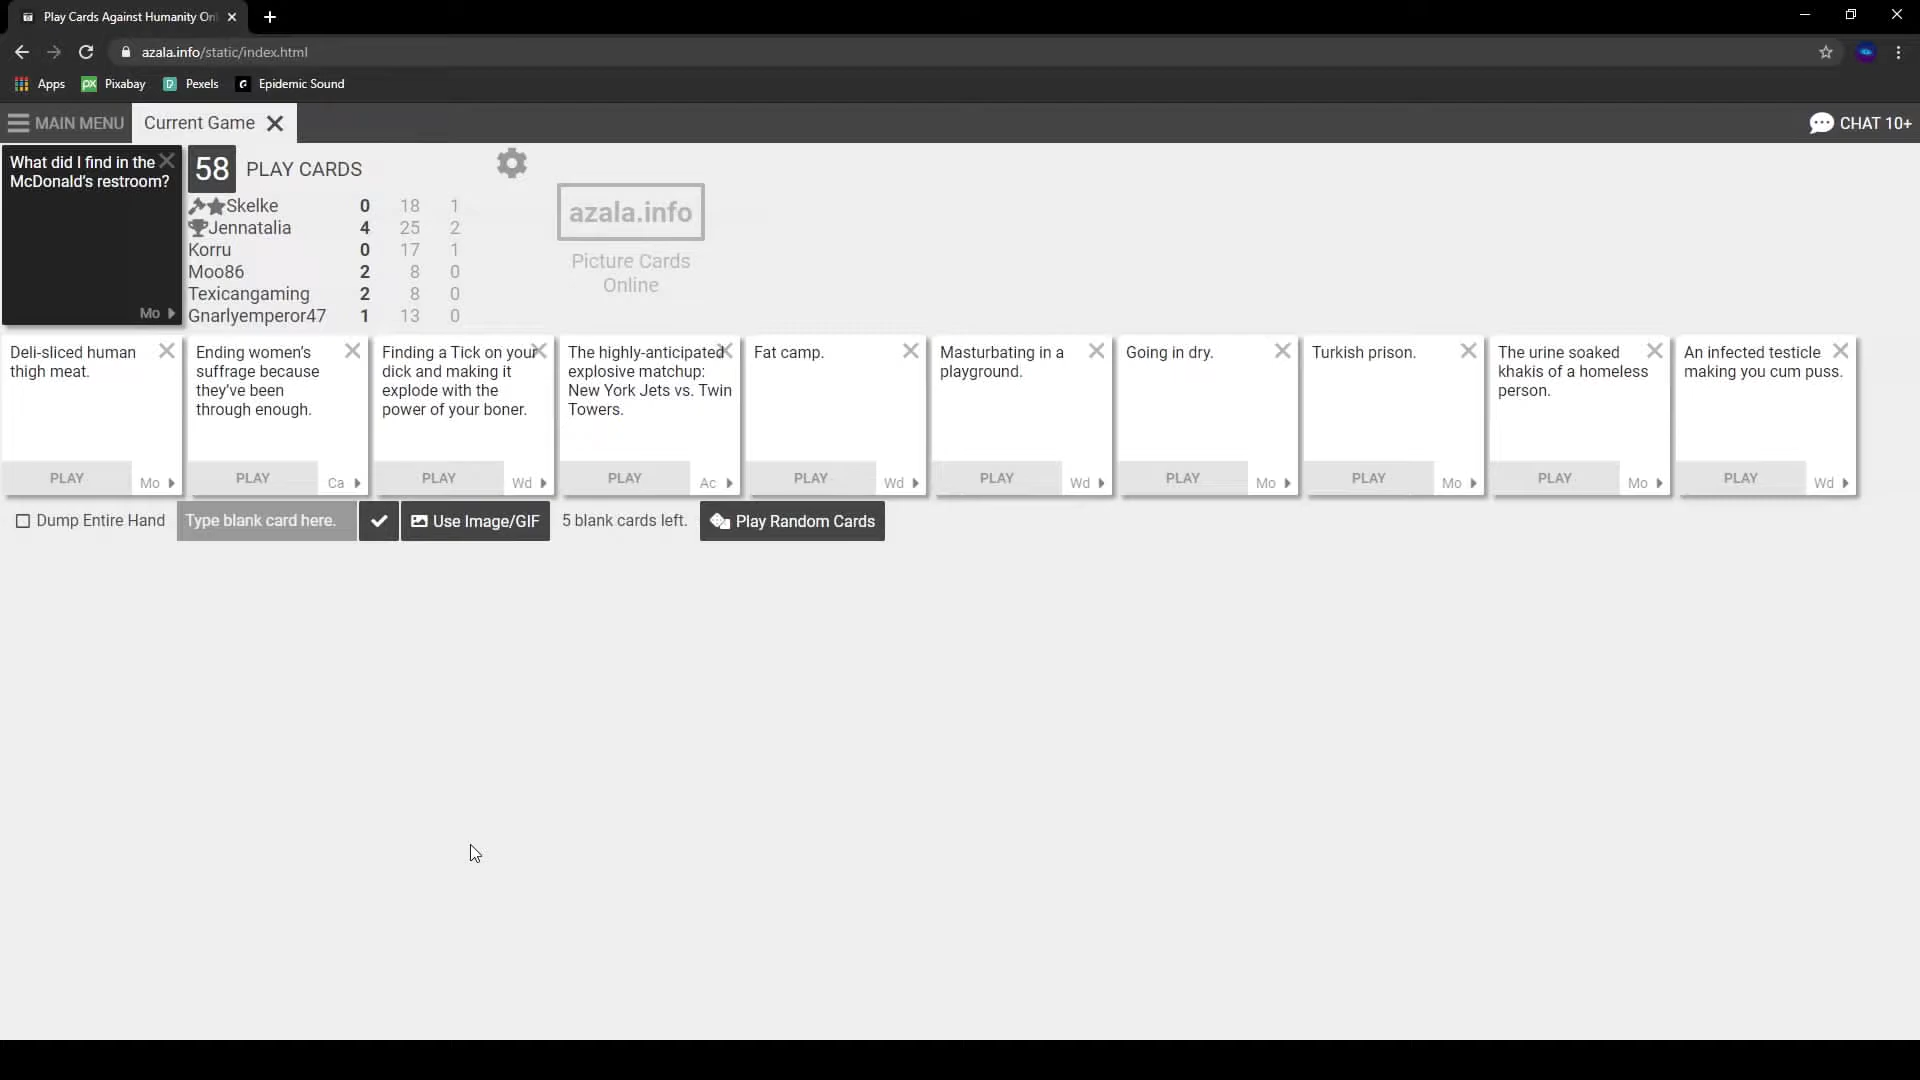 Play Cards Against Humanity Onl
azala.info/static/index.html
Apps Pixabay Pexels Epidemic Sound
MAIN MENU Current Game CHAT 10+
What did I find in the
McDonald's restroom?
Mo
58 PLAY CARDS
Skelke 0 18 1
Jennatalia 4 25 2
Korru 0 17 1
Moo86 2 8 0
Texicangaming 2 8 0
Gnarlyemperor47 1 13 0
azala.info
Picture Cards
Online
Deli-sliced human
thigh meat.
PLAY Mo
Ending women's
suffrage because
they've been
through enough.
PLAY Ca
Finding a Tick on your
dick and making it
explode with the
power of your boner.
PLAY Wd
The highly-anticipated
explosive matchup:
New York Jets vs. Twin
Towers.
PLAY Ac
Fat camp.
PLAY Wd
Masturbating in a
playground.
PLAY Wd
Going in dry.
PLAY Mo
Turkish prison.
PLAY Mo
The urine soaked
khakis of a homeless
person.
PLAY Mo
An infected testicle
making you cum puss.
PLAY Wd
Dump Entire Hand Type blank card here. Use Image/GIF 5 blank cards left. Play Random Cards